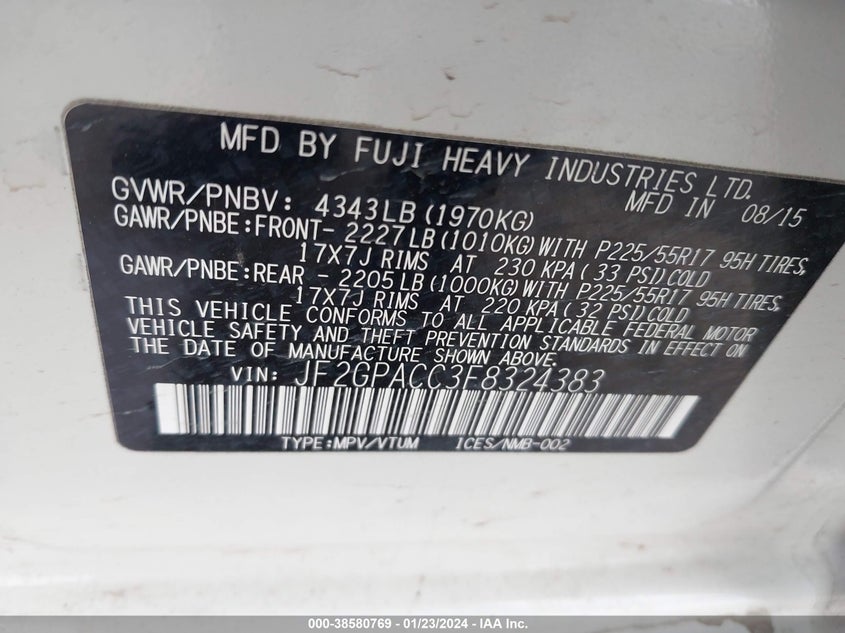 MFD BY FUJI HEAVY INDUSTRIES LTD.
MFD IN 08/15
GVWR/PNBV: 4343LB(1970KG)
GAWR/PNBE:FRONT- 2227LB(1010KG)WITH P225/55R17 95H TIRES,
17X7J RIMS AT 230 KPA(33 PSI)COLD
GAWR/PNBE:REAR - 2205LB(1000KG)WITH P225/55R17 95H TIRES,
17X7J RIMS AT 220 KPA(32 PSI)COLD
THIS VEHICLE CONFORMS TO ALL APPLICABLE FEDERAL MOTOR
VEHICLE SAFETY AND THEFT PREVENTION STANDARDS IN EFFECT ON
THE DATE OF MANUFACTURE SHOWN ABOVE.
VIN: JF2GPACC3F8324383
TYPE:MPV/VTUM ICES/NMB-002
000-38580769 - 01/23/2024 - IAA Inc.